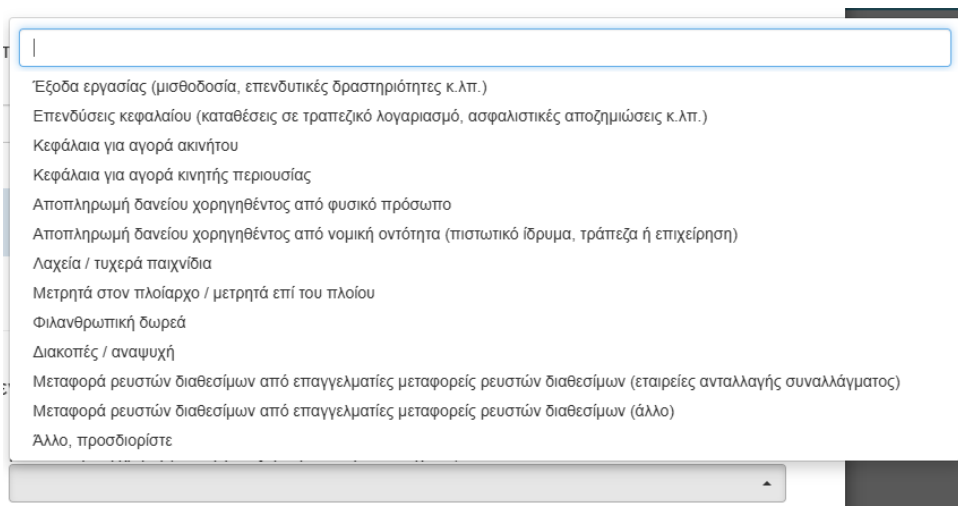 Έξοδα εργασίας (μισθοδοσία, επενδυτικές δραστηριότητες κ.λπ.)
Επενδύσεις κεφαλαίου (καταθέσεις σε τραπεζικό λογαριασμό, ασφαλιστικές αποζημιώσεις κ.λπ.)
Κεφάλαια για αγορά ακινήτου
Κεφάλαια για αγορά κινητής περιουσίας
Αποπληρωμή δανείου χορηγηθέντος από φυσικό πρόσωπο
Αποπληρωμή δανείου χορηγηθέντος από νομική οντότητα (πιστωτικό ίδρυμα, τράπεζα ή επιχείρηση)
Λαχεία / τυχερά παιχνίδια
Μετρητά στον πλοίαρχο / μετρητά επί του πλοίου
Φιλανθρωπική δωρεά
Διακοπές / αναψυχή
Μεταφορά ρευστών διαθεσίμων από επαγγελματίες μεταφορείς ρευστών διαθεσίμων (εταιρείες ανταλλαγής συναλλάγματος)
Μεταφορά ρευστών διαθεσίμων από επαγγελματίες μεταφορείς ρευστών διαθεσίμων (άλλο)
Άλλο, προσδιορίστε